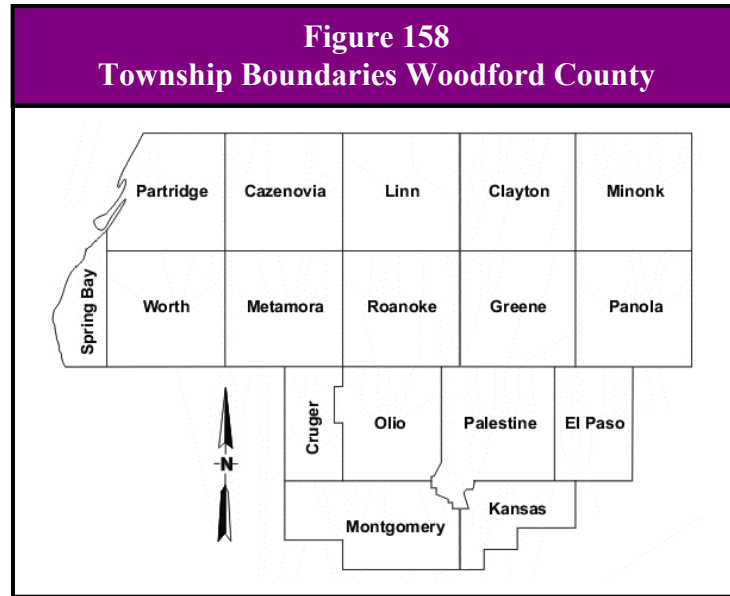 Figure 158
Township Boundaries Woodford County
Partridge
Cazenovia
Linn
Clayton
Minonk
Spring Bay
Worth
Metamora
Roanoke
Greene
Panola
Cruger
Olio
Palestine
El Paso
N
Montgomery
Kansas